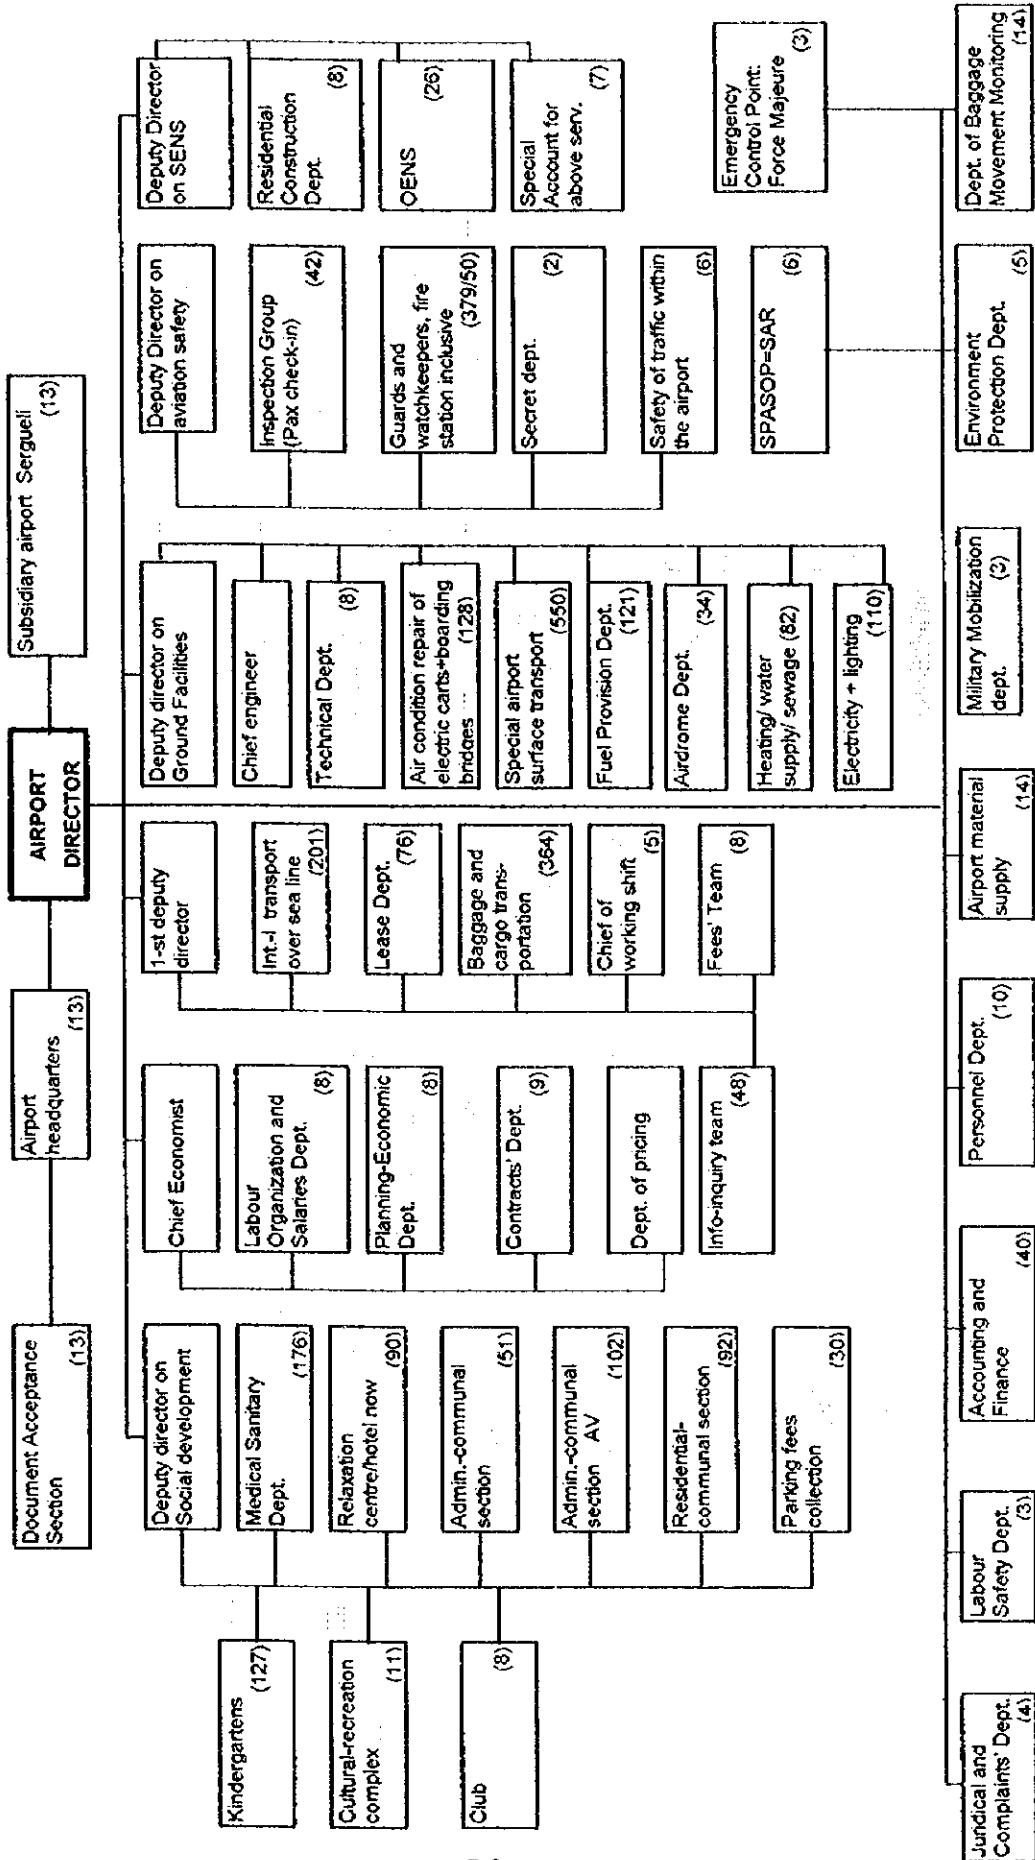 Document Acceptance
Section
(13)
Airport
headquarters
(13)
AIRPORT
DIRECTOR
Subsidiary airport Sergueli
(13)
Deputy director on
Social development
Medical Sanitary
Dept.
(176)
Relaxation
centre/hotel now
(90)
Admin.-communal
section
(51)
Admin.-communal
section AV
(102)
Residential-
communal section
(92)
Parking fees
collection
(30)
Kindergartens
(127)
Cultural-recreation
complex
(11)
Club
(8)
Chief Economist
Labour
Organization and
Salaries Dept.
(8)
Planning-Economic
Dept.
(8)
Contracts' Dept.
(9)
Dept. of pricing
Info-inquiry team
(48)
1-st deputy
director
Int.-l transport
over sea line
(201)
Lease Dept.
(76)
Baggage and
cargo trans-
portation
(364)
Chief of
working shift
(5)
Fees' Team
(8)
Deputy director on
Ground Facilities
Chief engineer
Technical Dept.
(8)
Air condition repair of
electric carts+boarding
bridges ... (128)
Special airport
surface transport
(550)
Fuel Provision Dept.
(121)
Airdrome Dept.
(34)
Heating/ water
supply/ sewage (82)
Electricity + lighting
(110)
Deputy Director on
aviation safety
Inspection Group
(Pax check-in)
(42)
Guards and
watchkeepers, fire
station inclusive
(379/50)
Secret dept.
(2)
Safety of traffic within
the airport
(6)
SPASOP=SAR
(6)
Deputy Director
on SENS
Residential
Construction
Dept.
(8)
OENS
(26)
Special
Account for
above serv.
(7)
Emergency
Control Point:
Force Majeure
(3)
Juridical and
Complaints' Dept.
(4)
Labour
Safety Dept.
(3)
Accounting and
Finance
(40)
Personnel Dept.
(10)
Airport material
supply
(14)
Military Mobilization
dept. (3)
Environment
Protection Dept.
(5)
Dept. of Baggage
Movement Monitoring
(14)